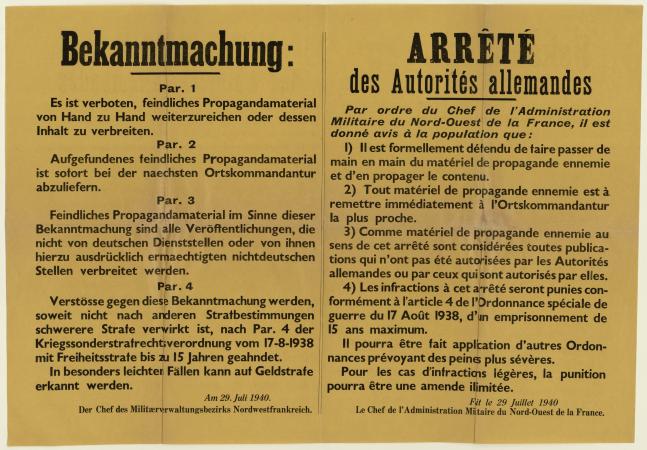 Bekanntmachung:
Par. 1
Es ist verboten, feindliches Propagandamaterial
von Hand zu Hand weiterzureichen oder dessen
Inhalt zu verbreiten.
Par. 2
Aufgefundenes feindliches Propagandamaterial
ist sofort bei der naechsten Ortskommandantur
abzuliefern.
Par. 3
Feindliches Propagandamaterial im Sinne dieser
Bekanntmachung sind alle Veröffentlichungen, die
nicht von deutschen Dienststellen oder von ihnen
hierzu ausdrücklich ermaechtigten nichtdeutschen
Stellen verbreitet werden.
Par. 4
Verstösse gegen diese Bekanntmachung werden,
soweit nicht nach anderen Strafbestimmungen
schwerere Strafe verwirkt ist, nach Par. 4 der
Kriegssonderstrafrechtsverordnung vom 17-8-1938
mit Freiheitsstrafe bis zu 15 Jahren geahndet.
In besonders leichten Fällen kann auf Geldstrafe
erkannt werden.
Am 29. Juli 1940.
Der Chef des Militærverwaltungsbezirks Nordwestfrankreich.
ARRÊTÉ
des Autorités allemandes
Par ordre du Chef de l'Administration
Militaire du Nord-Ouest de la France, il est
donné avis à la population que :
1) Il est formellement défendu de faire passer de
main en main du matériel de propagande ennemie
et d'en propager le contenu.
2) Tout matériel de propagande ennemie est à
remettre immédiatement à l'Ortskommandantur
la plus proche.
3) Comme matériel de propagande ennemie au
sens de cet arrêté sont considérées toutes publica-
tions qui n'ont pas été autorisées par les Autorités
allemandes ou par ceux qui sont autorisés par elles.
4) Les infractions à cet arrêté seront punies con-
formément à l'article 4 de l'Ordonnance spéciale de
guerre du 17 Août 1938, d'un emprisonnement de
15 ans maximum.
Il pourra être fait application d'autres Ordon-
nances prévoyant des peines plus sévères.
Pour les cas d'infractions légères, la punition
pourra être une amende illimitée.
Fait le 29 Juillet 1940
Le Chef de l'Administration Militaire du Nord-Ouest de la France.